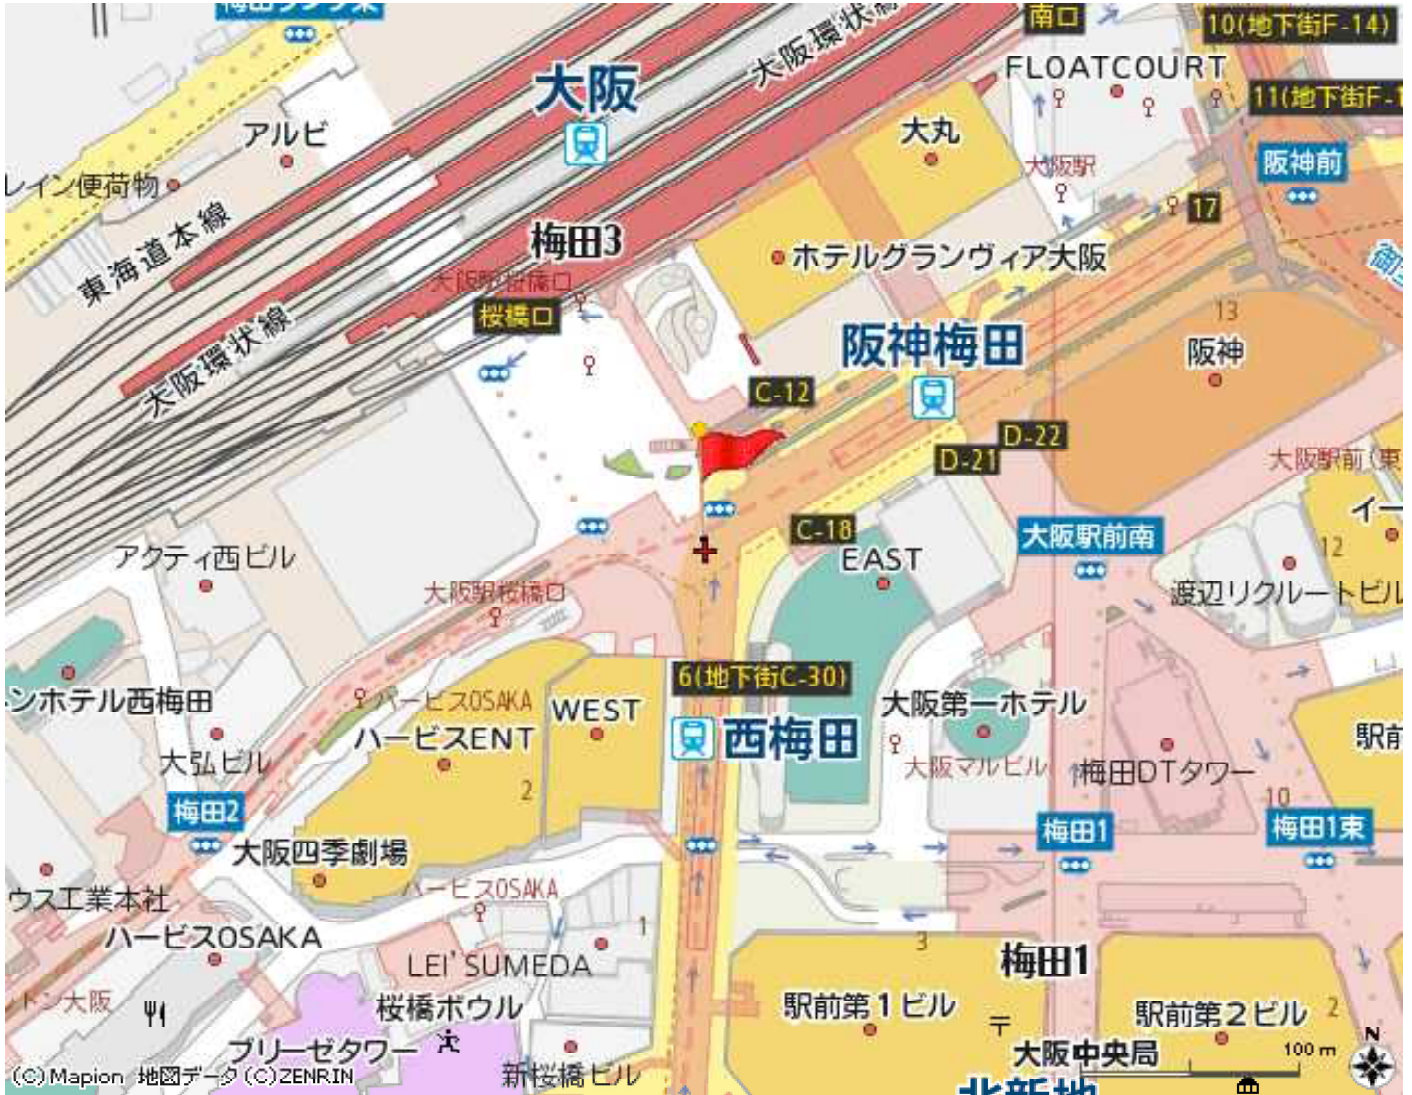 南口
10(地下街F-14)
大阪環状線
FLOATCOURT
大阪
11(地下街F-1
アルビ
大丸
大阪駅
阪神前
レイン便荷物
17
東海道本線
梅田3
ホテルグランヴィア大阪
大阪駅桜橋口
桜橋口
13
大阪環状線
阪神梅田
阪神
C-12
D-22
D-21
大阪駅前(東
イー
C-18
大阪駅前南
12
アクティ西ビル
EAST
大阪駅桜橋口
渡辺リクルートビル
6(地下街C-30)
ンホテル西梅田
ハービスOSAKA
WEST
大阪第一ホテル
ハービスENT
西梅田
駅前
大弘ビル
大阪マルビル
梅田DTタワー
2
10
梅田2
梅田1
梅田1東
大阪四季劇場
ハービスOSAKA
ウス工業本社
1
3
ハービスOSAKA
LEI'SUMEDA
梅田1
トン大阪
桜橋ボウル
駅前第1ビル
〒
駅前第2ビル
2
ブリーゼタワー
大阪中央局
100m
N
(C)Mapion 地図データ(C)ZENRIN
新桜橋ビル
北新地